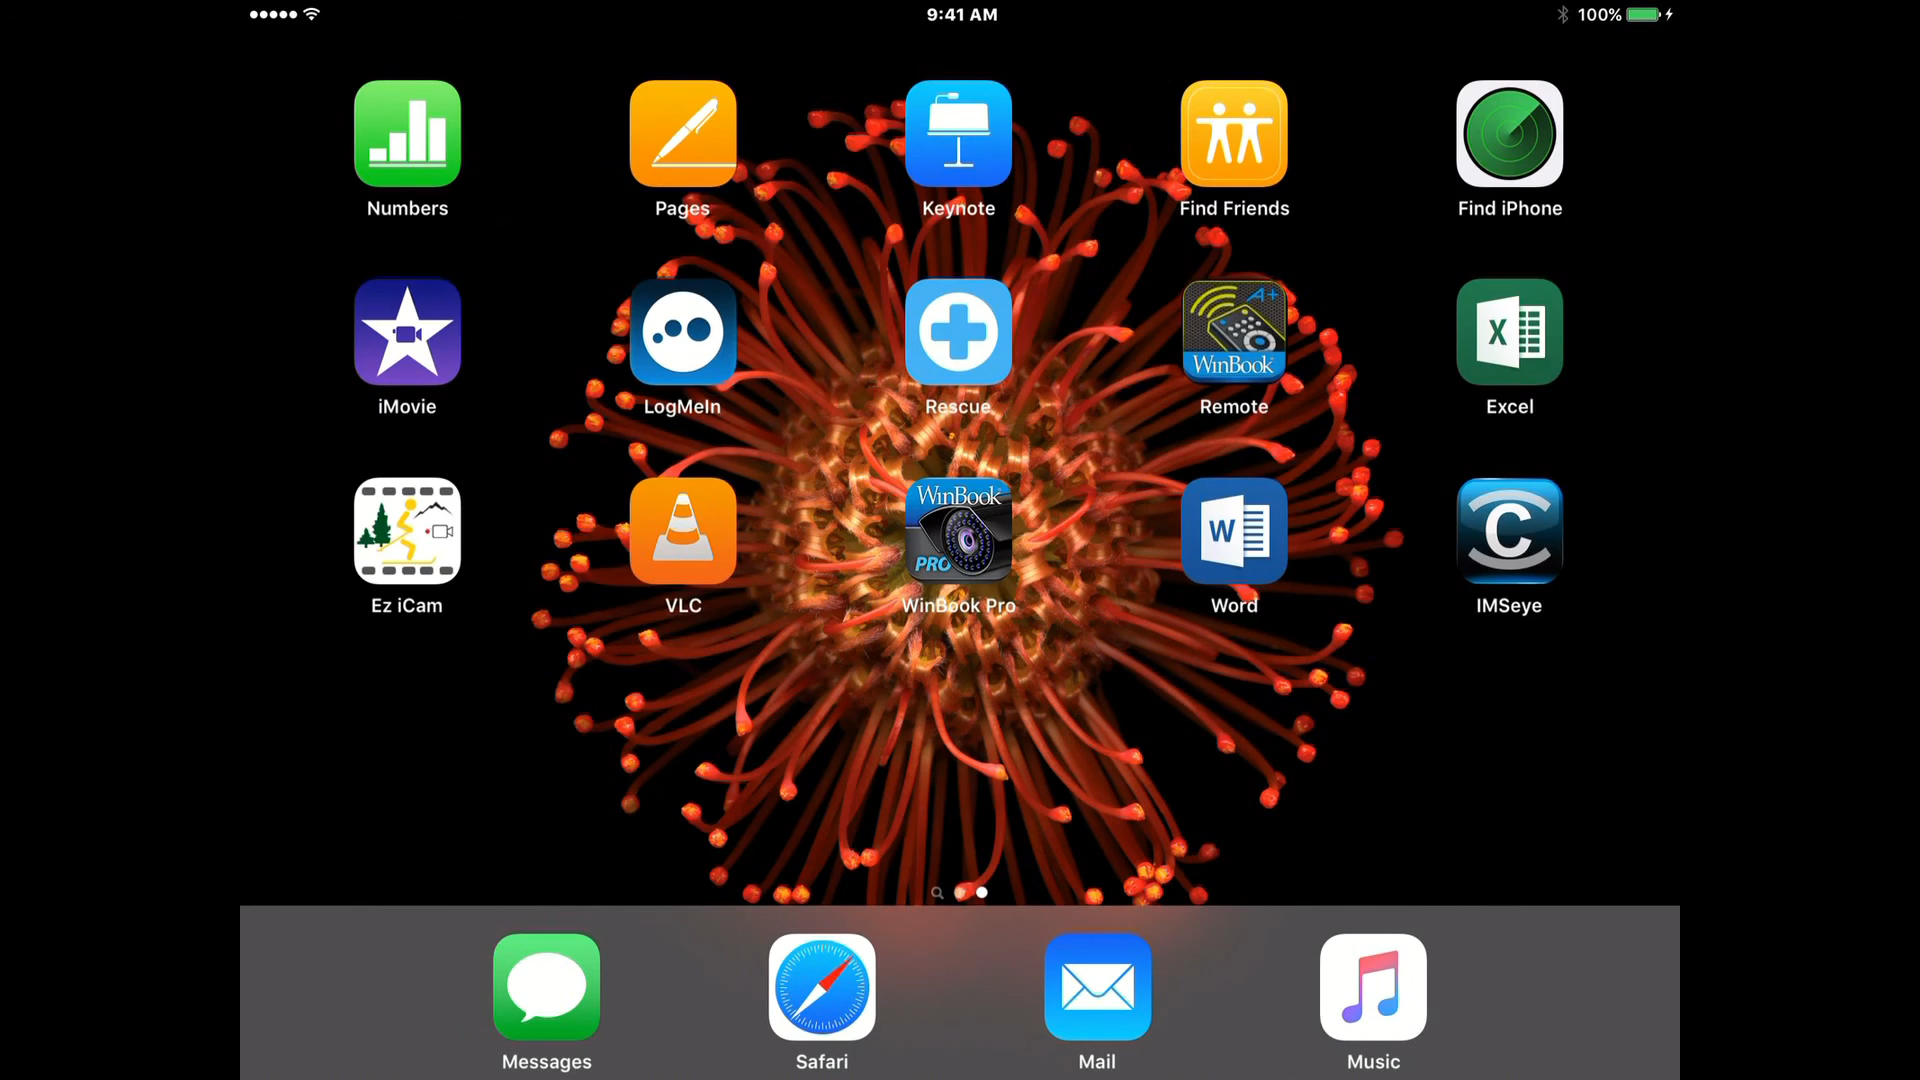 9:41 AM
100%
Numbers
Pages
Keynote
Find Friends
Find iPhone
A+
WinBook
X
iMovie
LogMeIn
Rescue
Remote
Excel
WinBook
PRO
W
C
Ez iCam
VLC
WinBook Pro
Word
IMSeye
Messages
Safari
Mail
Music